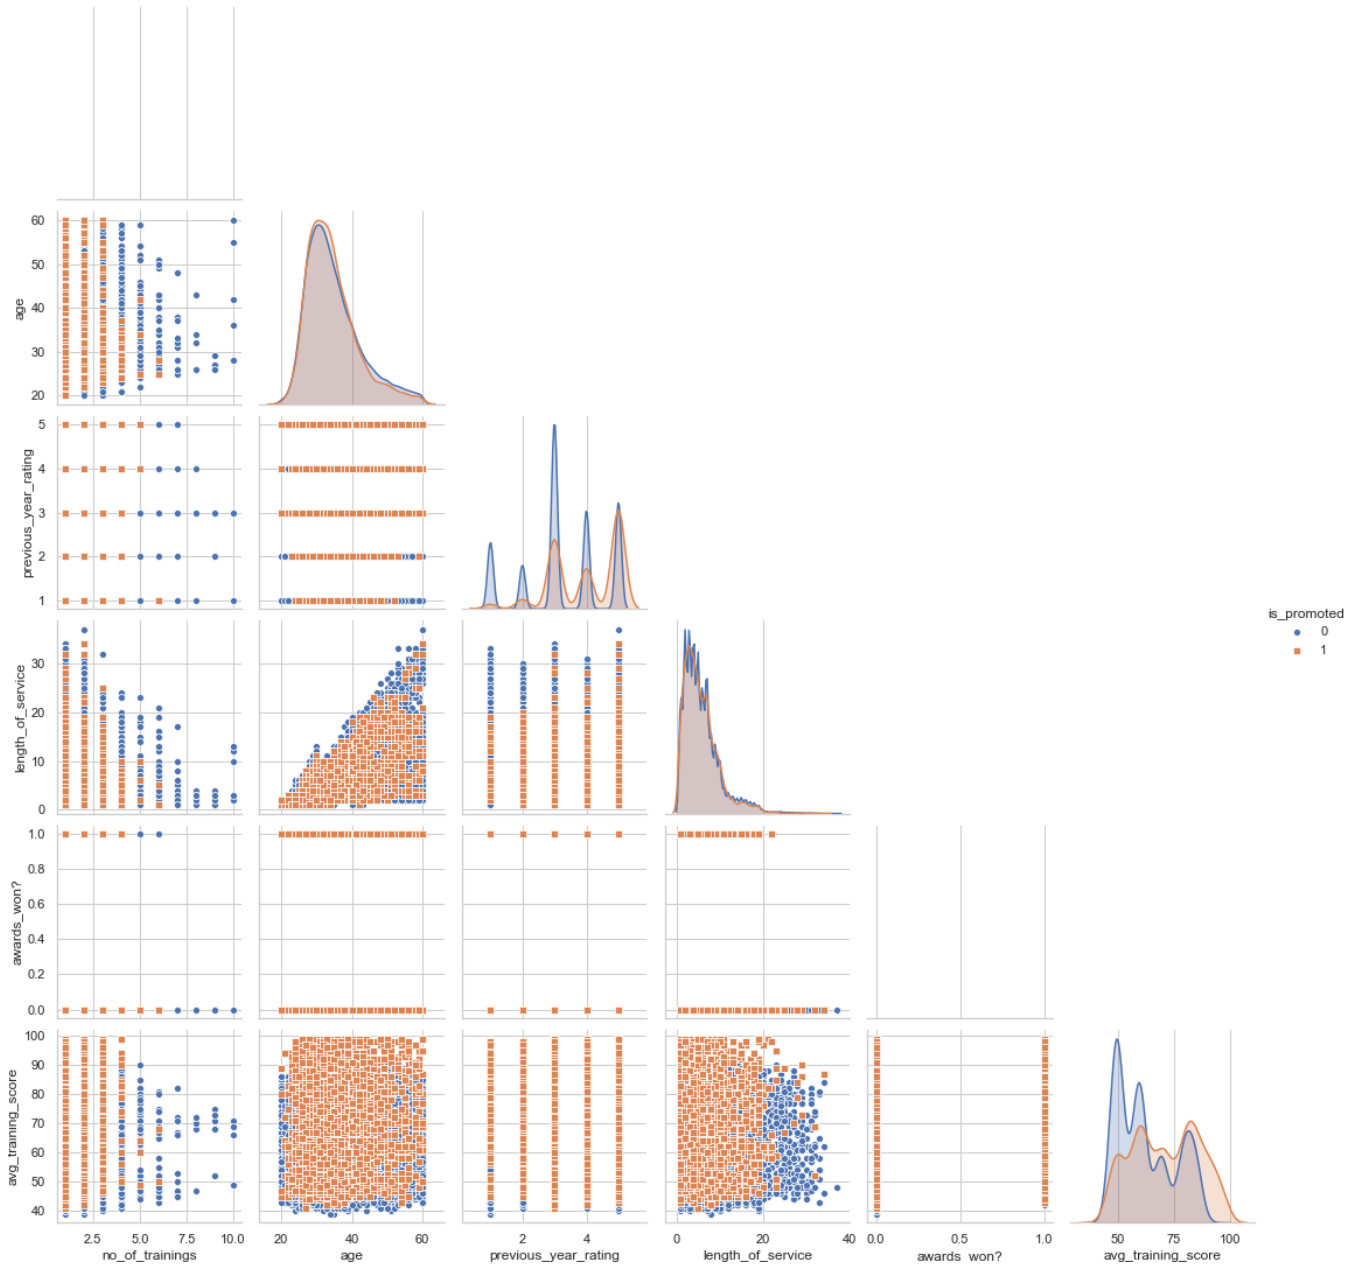 60
50
40
30
20
age
5
4
3
2
1
previous_year_rating
2
4
is_promoted
0
1
30
20
10
0
length_of_service
1.0
0.8
0.6
0.4
0.2
0.0
awards_won?
100
90
80
70
60
50
40
avg_training_score
2.5 5.0 7.5 10.0
no_of_trainings
20 40 60
age
2 4
previous_year_rating
0 20 40
length_of_service
0.0 0.5 1.0
awards_won?
50 75 100
avg_training_score